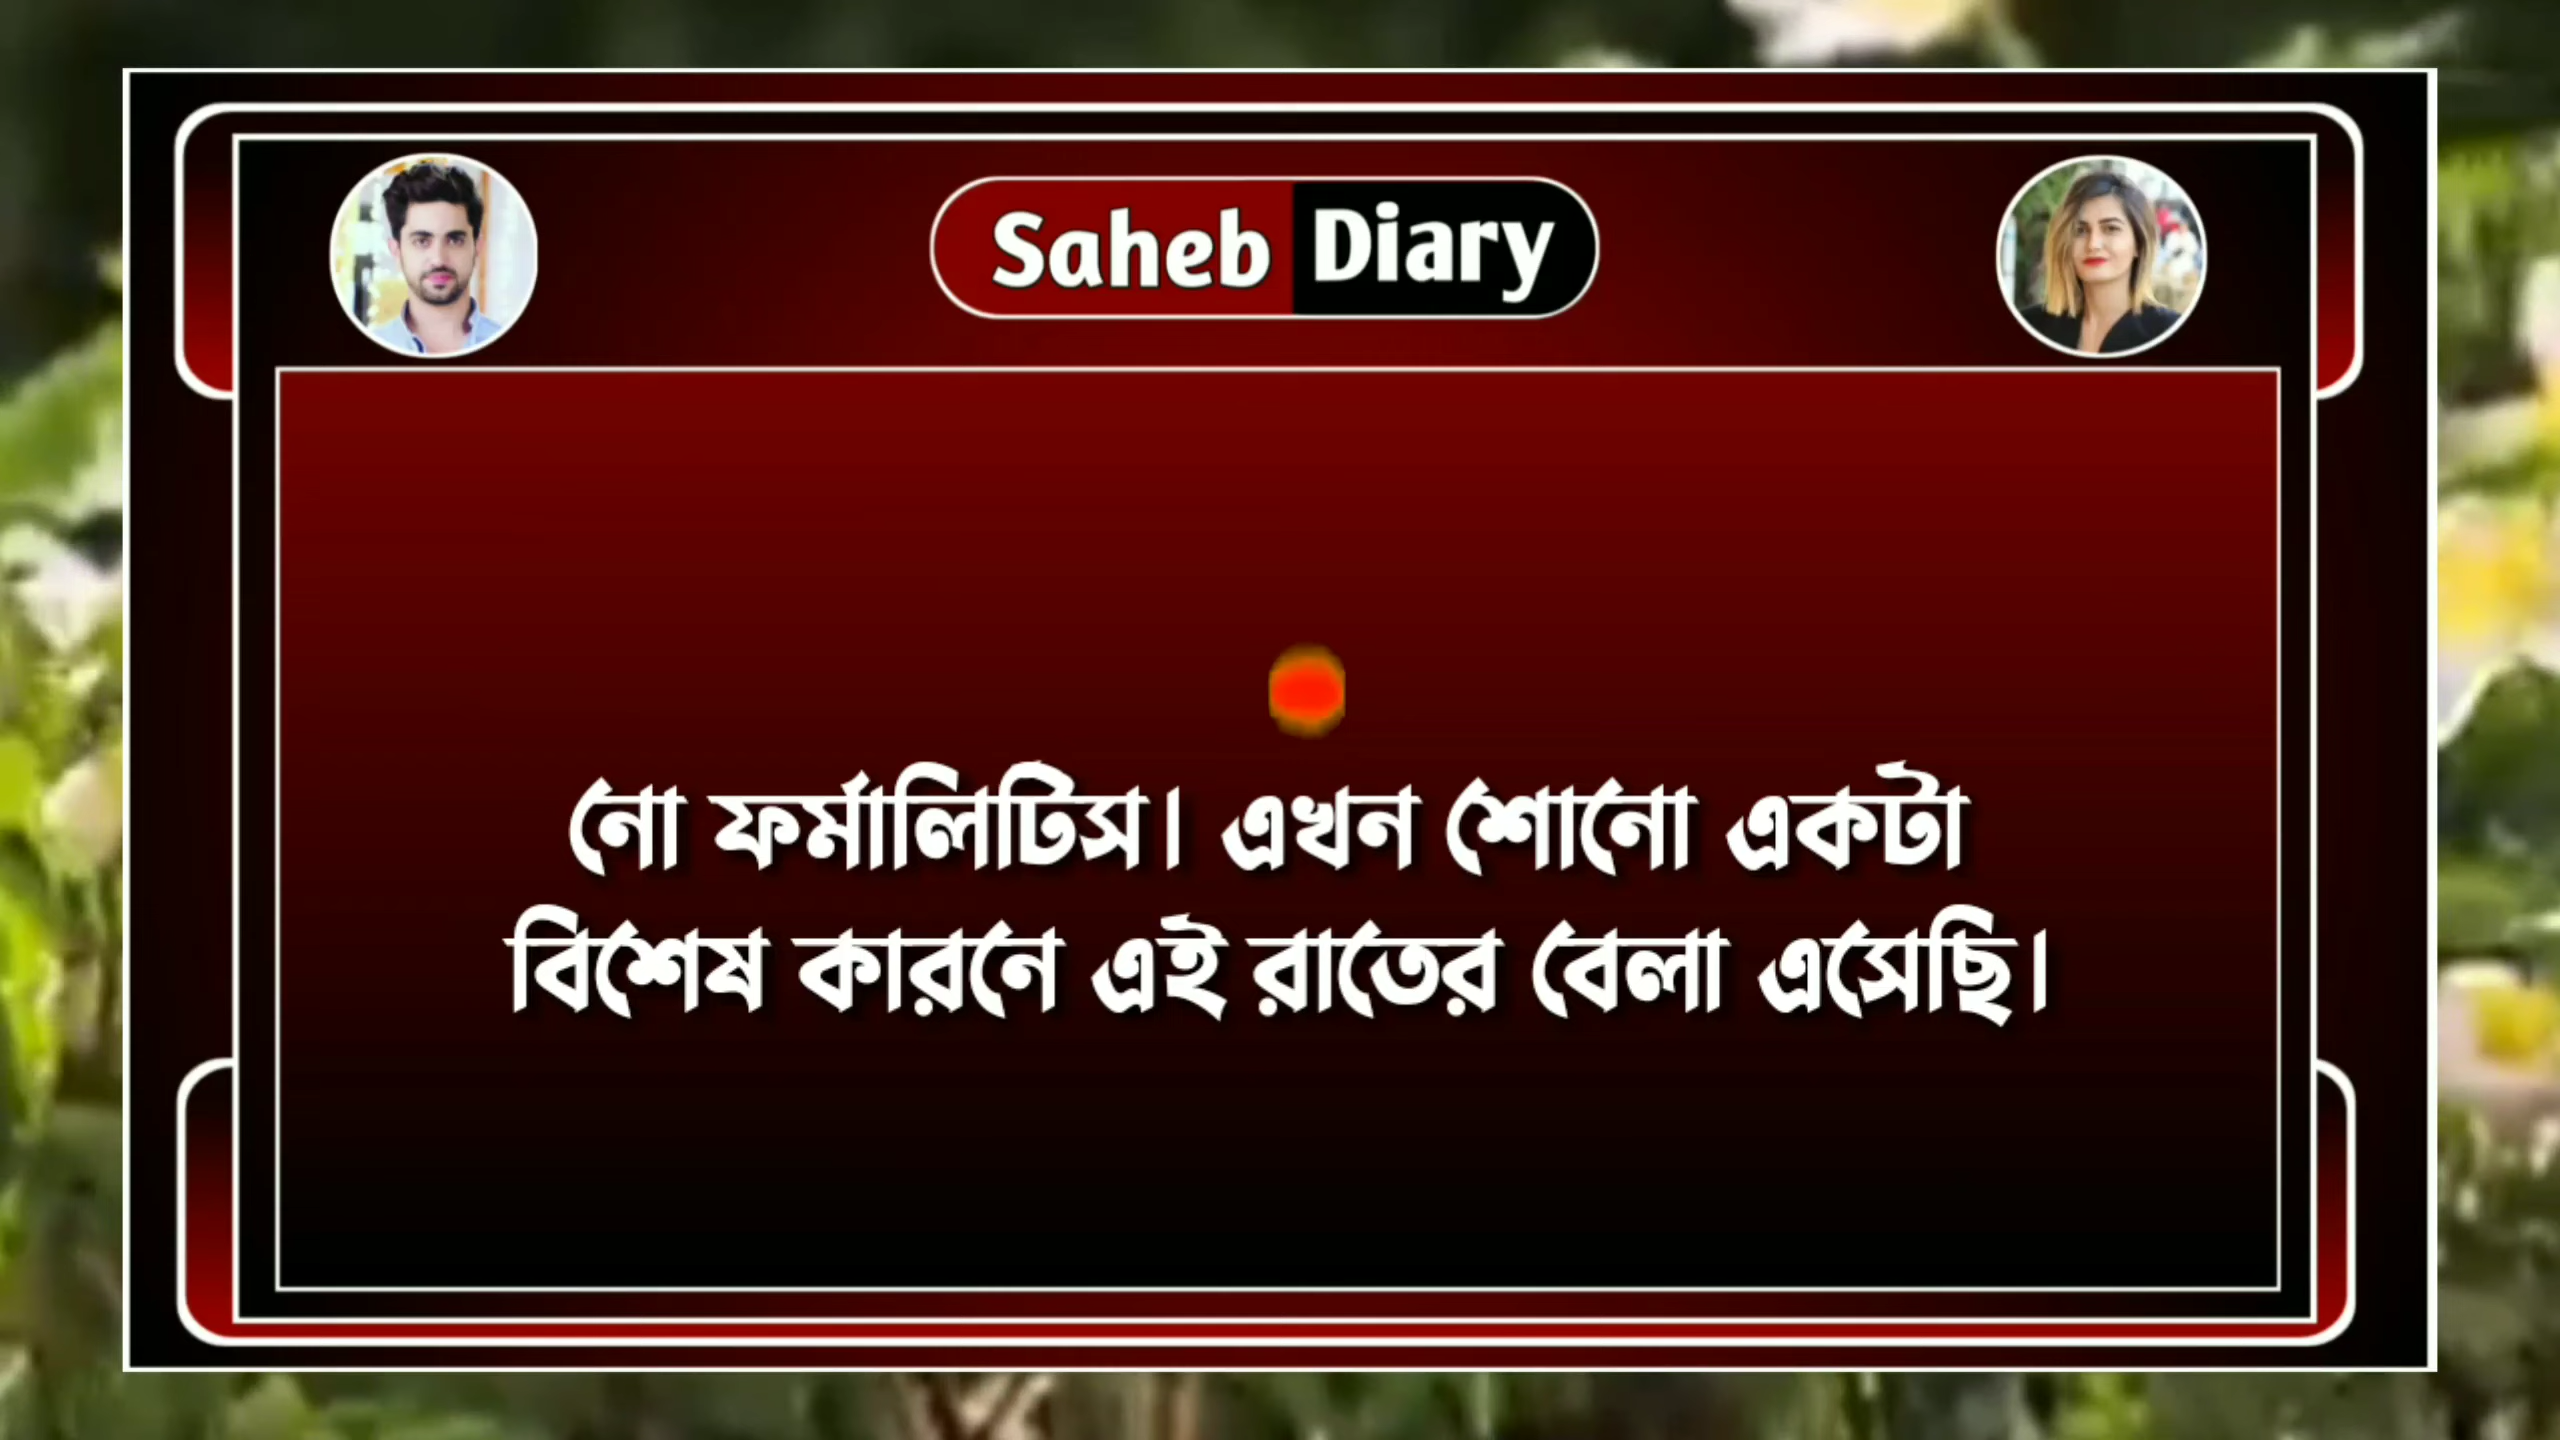 Saheb Diary
নো ফর্মালিটিস। এখন শোনো একটা
বিশেষ কারনে এই রাতের বেলা এসেছি।